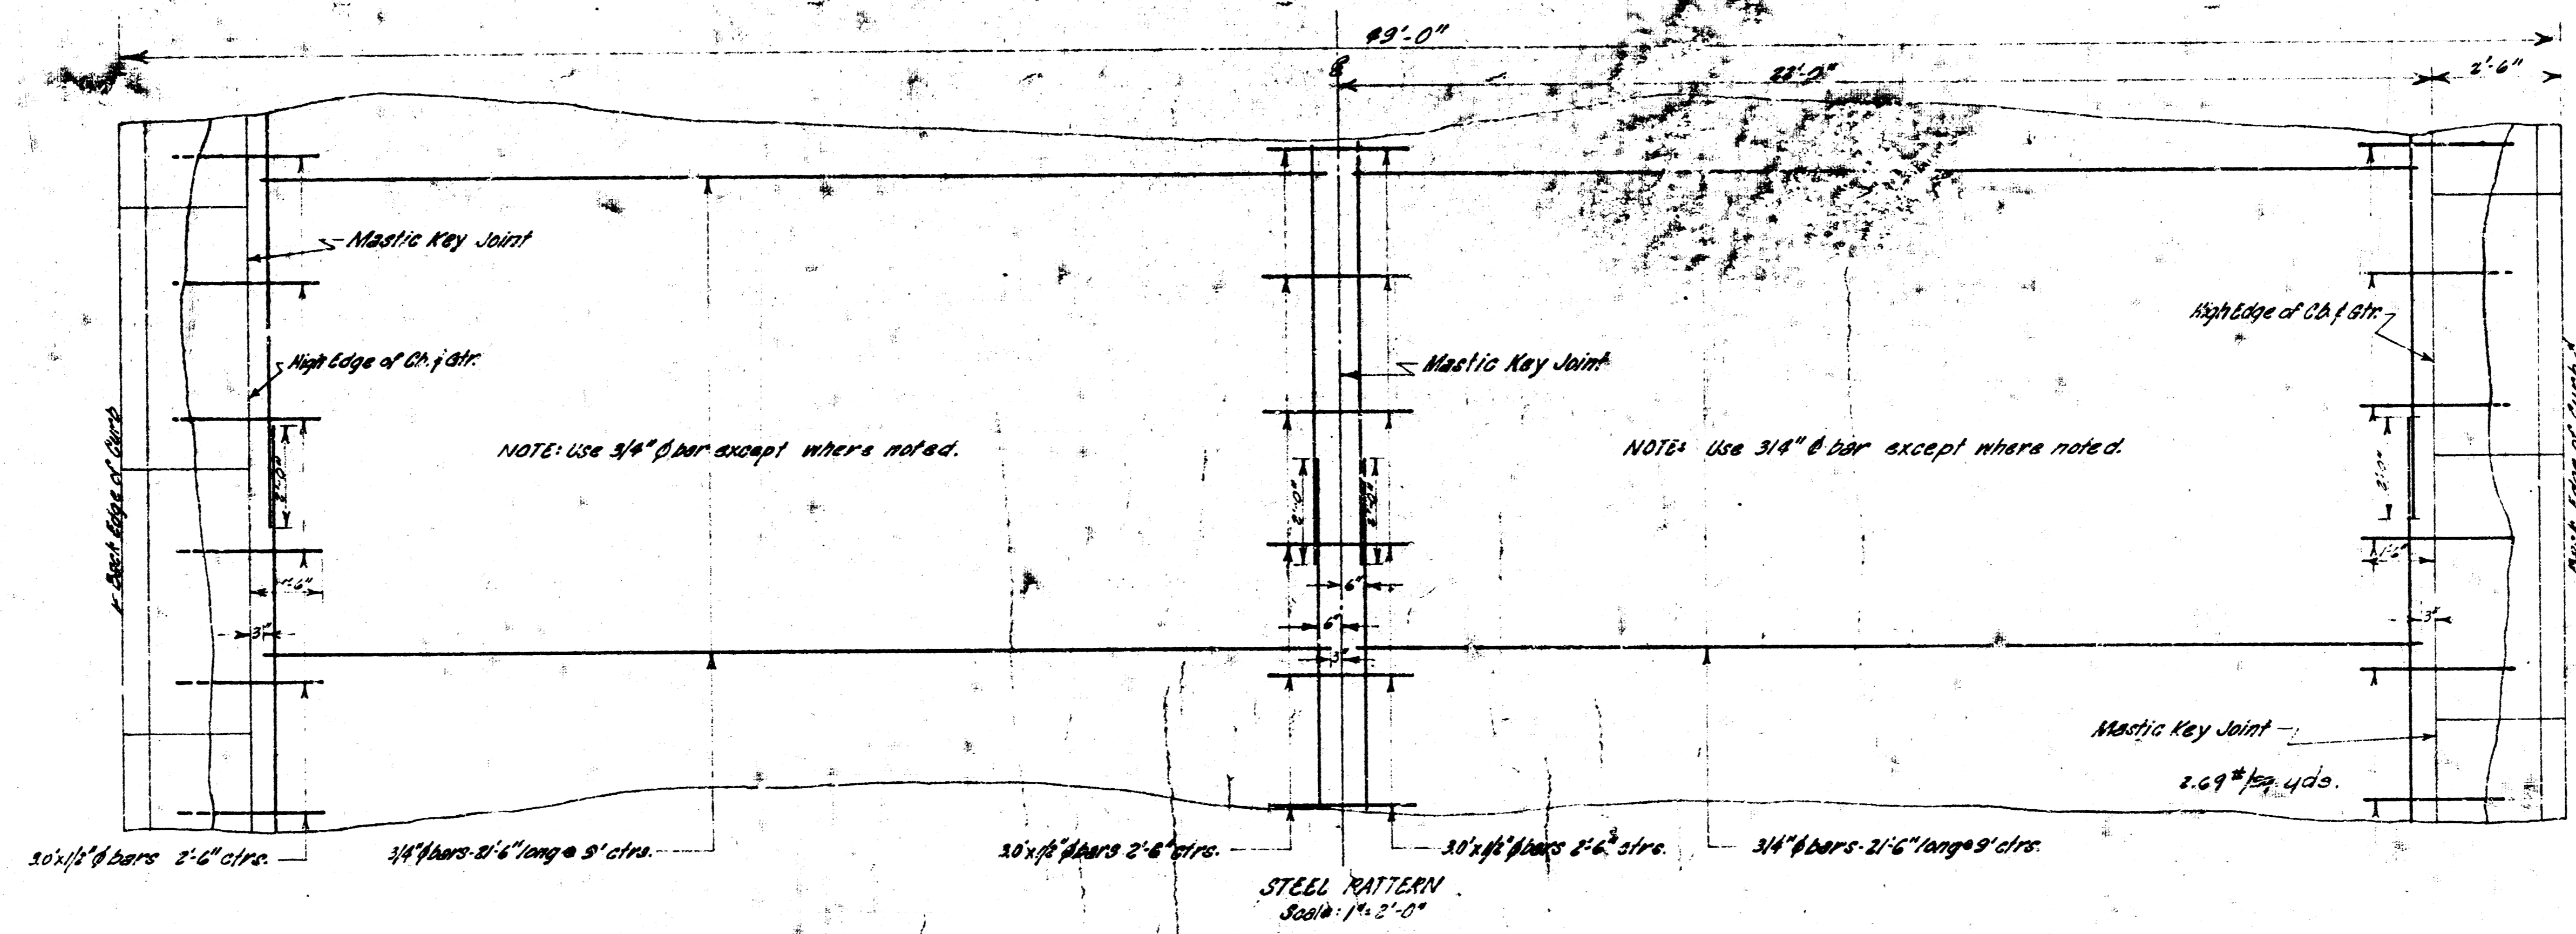 49'-0"
22'-0"
2'-6"
Mastic Key Joint
High Edge of Cb. & Gtr.
High Edge of Cb. & Gtr.
Mastic Key Joint
Back Edge of Curb
Back Edge of Curb
NOTE: Use 3/4" ϕ bar except where noted.
NOTE: Use 3/4" ϕ bar except where noted.
2'-0"
2'-0"
2'-0"
2'-0"
1'-6"
1'-6"
6"
6"
3"
3"
3"
Mastic Key Joint
2.69 #/sq. yds.
3.0'x1/2" ϕ bars 2'-6" ctrs.
3/4" ϕ bars-21'-6" long @ 9' ctrs.
3.0'x1/2" ϕ bars 2'-6" ctrs.
3.0'x1/2" ϕ bars 2'-6" ctrs.
3/4" ϕ bars-21'-6" long @ 9' ctrs.
STEEL PATTERN
Scale: 1"=2'-0"